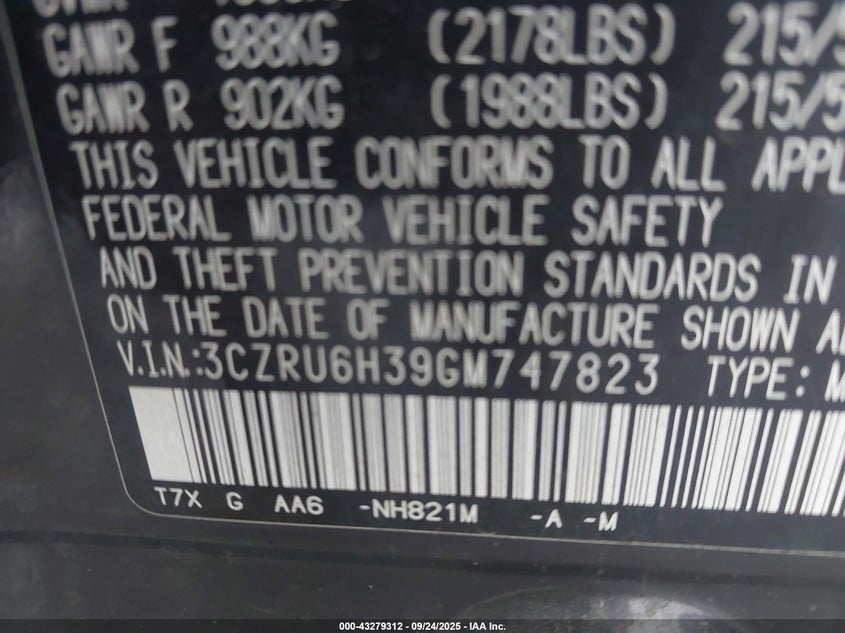 GAWR F 988KG (2178LBS) 215/5
GAWR R 902KG (1988LBS) 215/5
THIS VEHICLE CONFORMS TO ALL APPL
FEDERAL MOTOR VEHICLE SAFETY
AND THEFT PREVENTION STANDARDS IN
ON THE DATE OF MANUFACTURE SHOWN A
V.I.N.:3CZRU6H39GM747823 TYPE: M
T7X G AA6 -NH821M -A -M
000-43279312 - 09/24/2025 - IAA Inc.